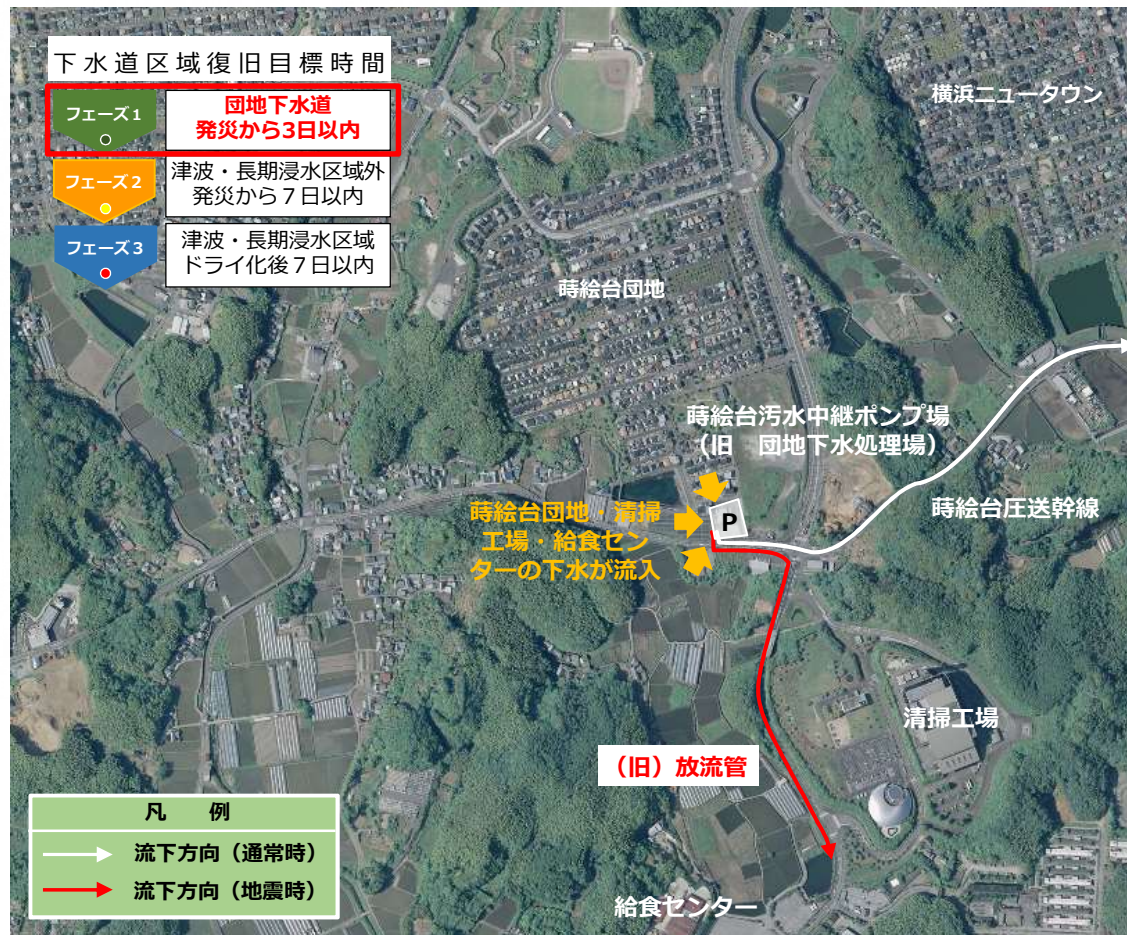 下水道区域復旧目標時間
フェーズ1
団地下水道
発災から3日以内
フェーズ2
津波・長期浸水区域外
発災から７日以内
フェーズ3
津波・長期浸水区域
ドライ化後７日以内
横浜ニュータウン
蒔絵台団地
蒔絵台汚水中継ポンプ場
（旧　団地下水処理場）
蒔絵台圧送幹線
P
蒔絵台団地・清掃
工場・給食セン
ターの下水が流入
清掃工場
（旧）放流管
給食センター
凡　例
流下方向（通常時）
流下方向（地震時）